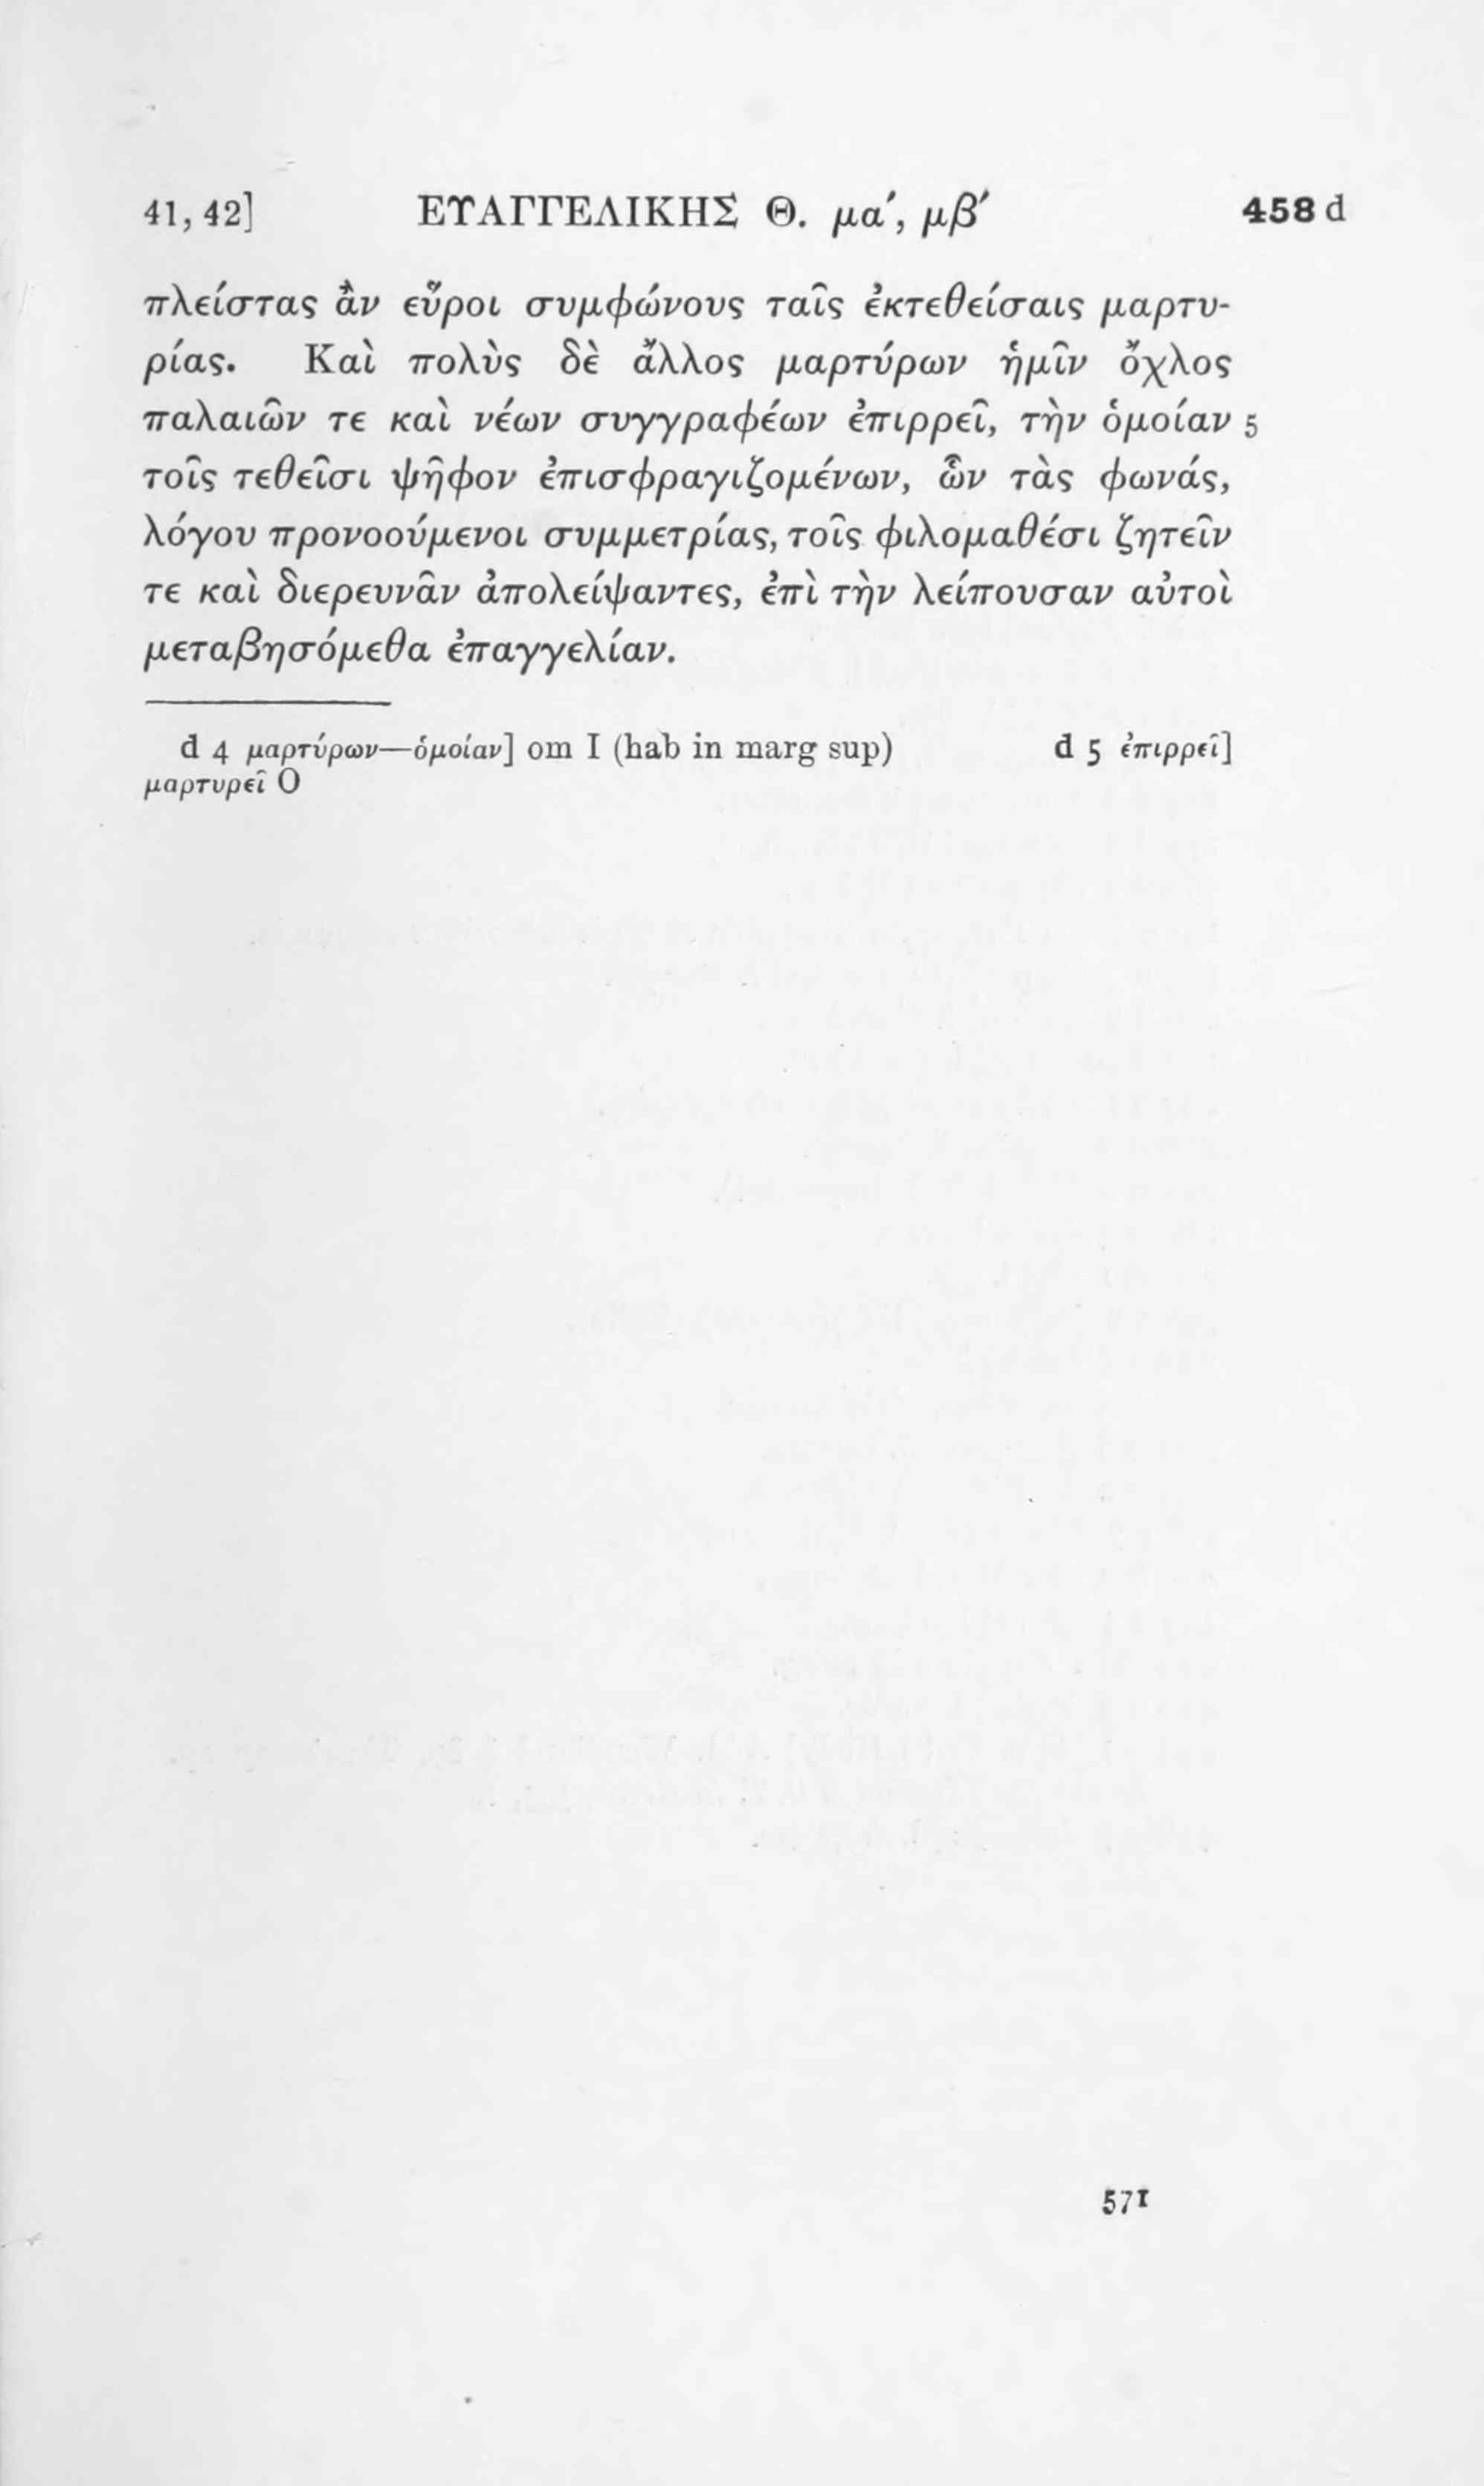 41, 42] ΕΥΑΓΓΕΛΙΚΗΣ Θ. μα′, μβ′ 458 d
πλείστας ἂν εὕροι συμφώνους ταῖς ἐκτεθείσαις μαρτυ-
ρίας. Καὶ πολὺς δὲ ἄλλος μαρτύρων ἡμῖν ὄχλος
παλαιῶν τε καὶ νέων συγγραφέων ἐπιρρεῖ, τὴν ὁμοίαν 5
τοῖς τεθεῖσι ψῆφον ἐπισφραγιζομένων, ὧν τὰς φωνάς,
λόγου προνοούμενοι συμμετρίας, τοῖς φιλομαθέσι ζητεῖν
τε καὶ διερευνᾶν ἀπολείψαντες, ἐπὶ τὴν λείπουσαν αὐτοὶ
μεταβησόμεθα ἐπαγγελίαν.
d 4 μαρτύρων—ὁμοίαν] om I (hab in marg sup) d 5 ἐπιρρεῖ]
μαρτυρεῖ O
571